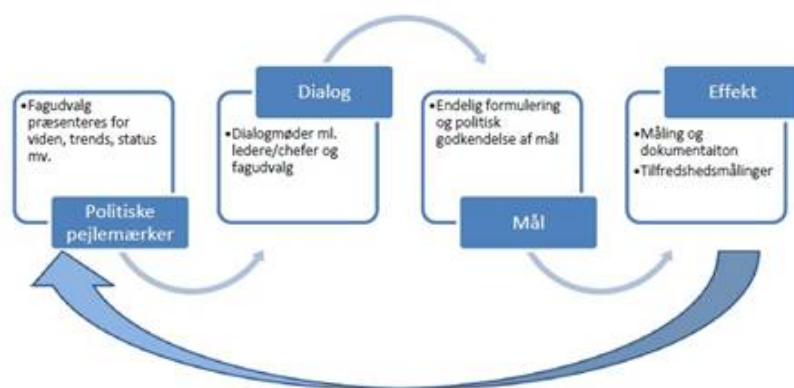 •Fagudvalg
præsenteres for
viden, trends, status
mv.
Politiske
pejlemærker
Dialog
•Dialogmøder ml.
ledere/chefer og
fagudvalg
•Endelig formulering
og politisk
godkendelse af mål
Mål
Effekt
•Måling og
dokumentaiton
•Tilfredshedsmålinger